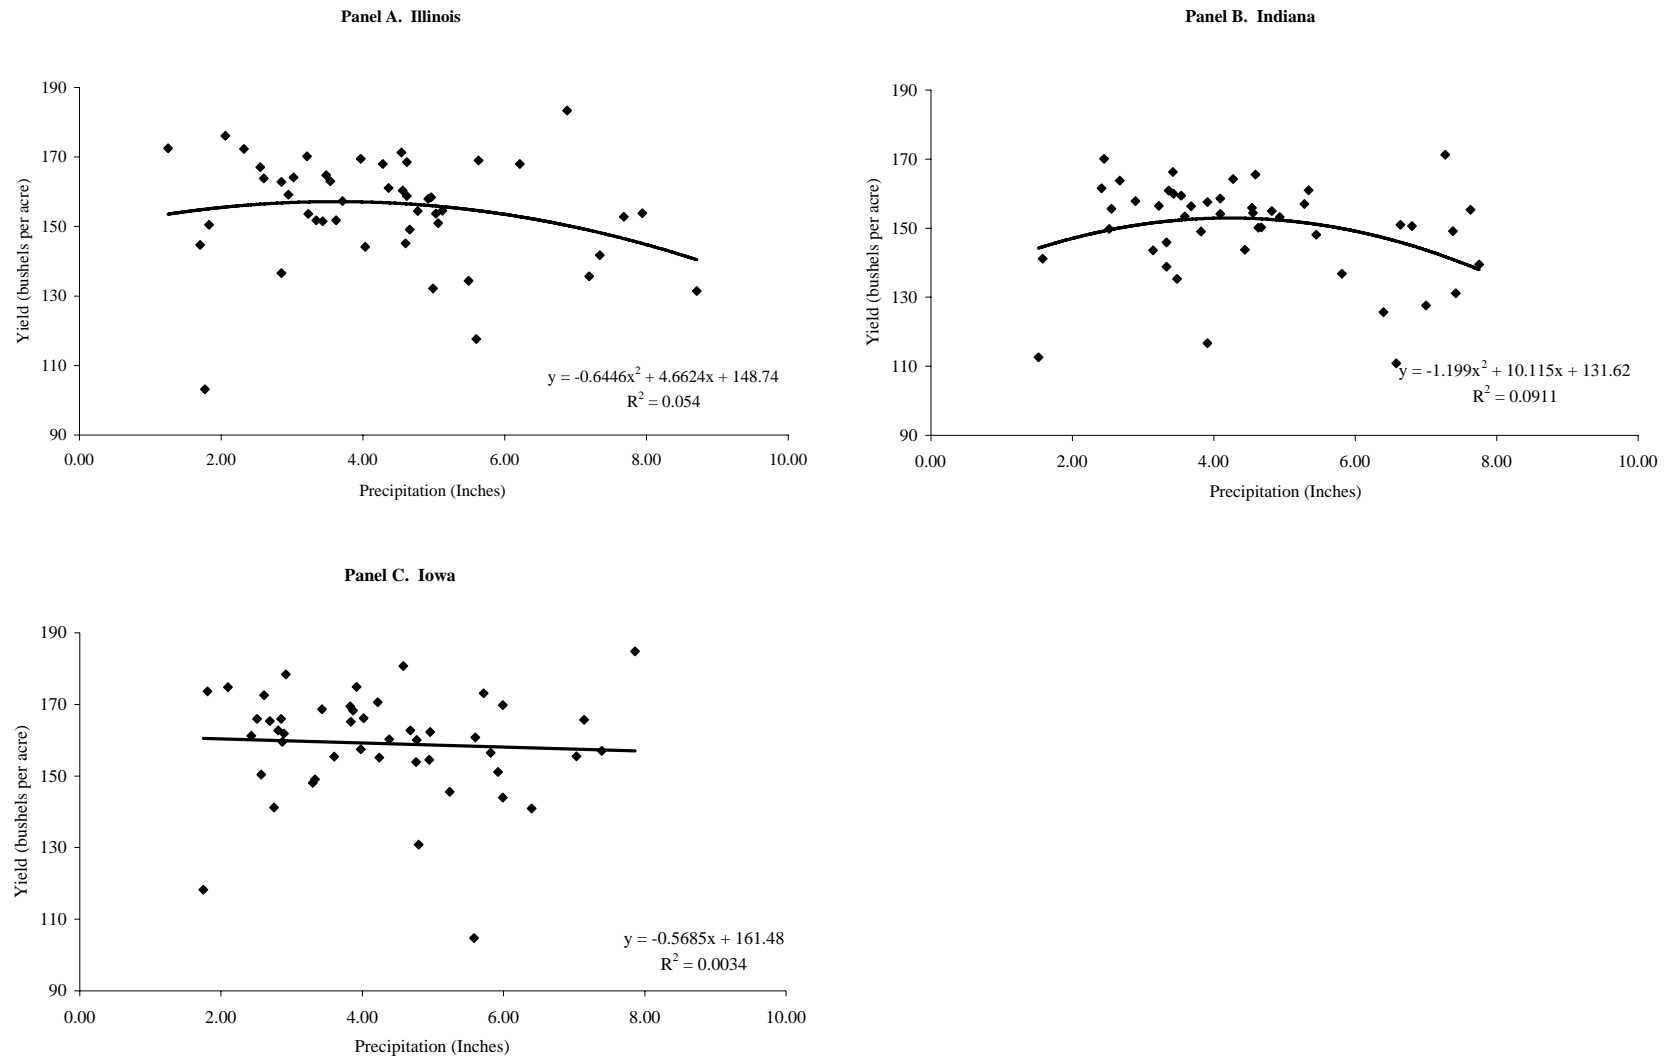 Panel A. Illinois
190
170
150
130
110
90
Yield (bushels per acre)
y = -0.6446x² + 4.6624x + 148.74
R² = 0.054
0.00 2.00 4.00 6.00 8.00 10.00
Precipitation (Inches)
Panel B. Indiana
190
170
150
130
110
90
Yield (bushels per acre)
y = -1.199x² + 10.115x + 131.62
R² = 0.0911
0.00 2.00 4.00 6.00 8.00 10.00
Precipitation (Inches)
Panel C. Iowa
190
170
150
130
110
90
Yield (bushels per acre)
y = -0.5685x + 161.48
R² = 0.0034
0.00 2.00 4.00 6.00 8.00 10.00
Precipitation (Inches)